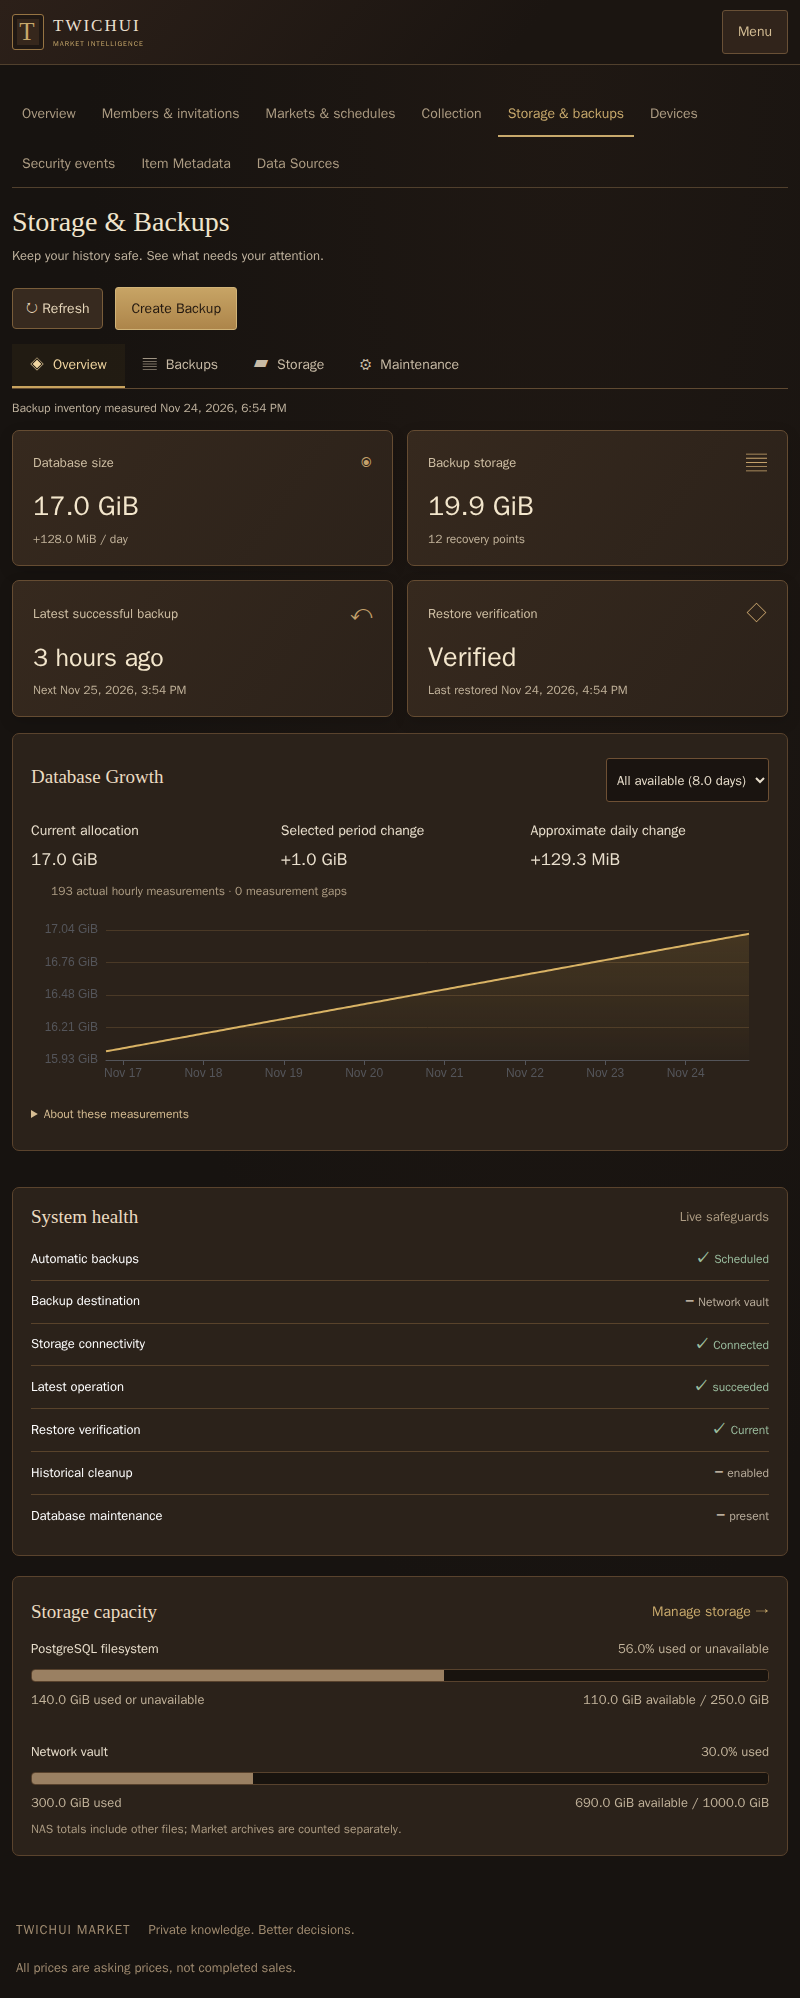 T
TWICHUI
MARKET INTELLIGENCE
Menu
Overview Members & invitations Markets & schedules Collection Storage & backups Devices
Security events Item Metadata Data Sources
Storage & Backups
Keep your history safe. See what needs your attention.
↻ Refresh Create Backup
◈ Overview ▤ Backups ▰ Storage ⚙ Maintenance
Backup inventory measured Nov 24, 2026, 6:54 PM
Database size
17.0 GiB
+128.0 MiB / day
Backup storage
19.9 GiB
12 recovery points
Latest successful backup
3 hours ago
Next Nov 25, 2026, 3:54 PM
Restore verification
Verified
Last restored Nov 24, 2026, 4:54 PM
Database Growth All available (8.0 days)
Current allocation Selected period change Approximate daily change
17.0 GiB +1.0 GiB +129.3 MiB
193 actual hourly measurements · 0 measurement gaps
17.04 GiB
16.76 GiB
16.48 GiB
16.21 GiB
15.93 GiB
Nov 17 Nov 18 Nov 19 Nov 20 Nov 21 Nov 22 Nov 23 Nov 24
▶ About these measurements
System health Live safeguards
Automatic backups ✓ Scheduled
Backup destination – Network vault
Storage connectivity ✓ Connected
Latest operation ✓ succeeded
Restore verification ✓ Current
Historical cleanup – enabled
Database maintenance – present
Storage capacity Manage storage →
PostgreSQL filesystem 56.0% used or unavailable
140.0 GiB used or unavailable 110.0 GiB available / 250.0 GiB
Network vault 30.0% used
300.0 GiB used 690.0 GiB available / 1000.0 GiB
NAS totals include other files; Market archives are counted separately.
TWICHUI MARKET Private knowledge. Better decisions.
All prices are asking prices, not completed sales.